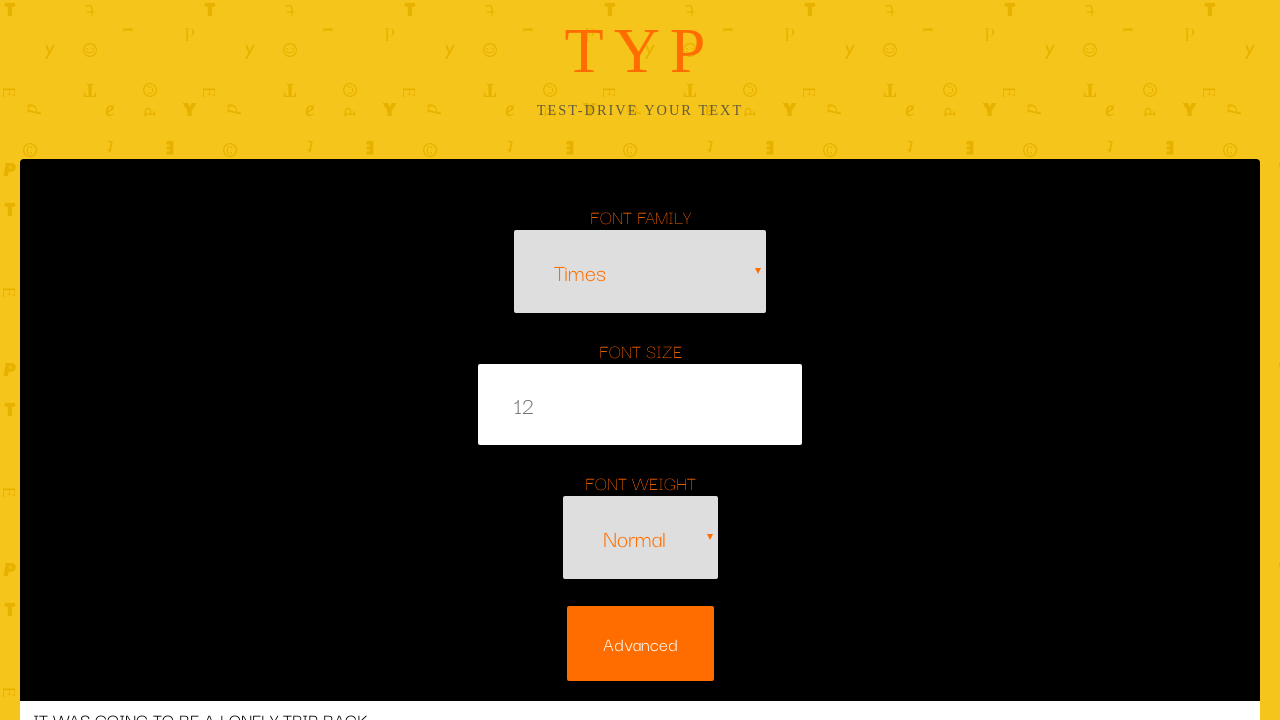 TYP
TEST-DRIVE YOUR TEXT
FONT FAMILY
Times
FONT SIZE
12
FONT WEIGHT
Normal
Advanced
IT WAS GOING TO BE A LONELY TRIP BACK